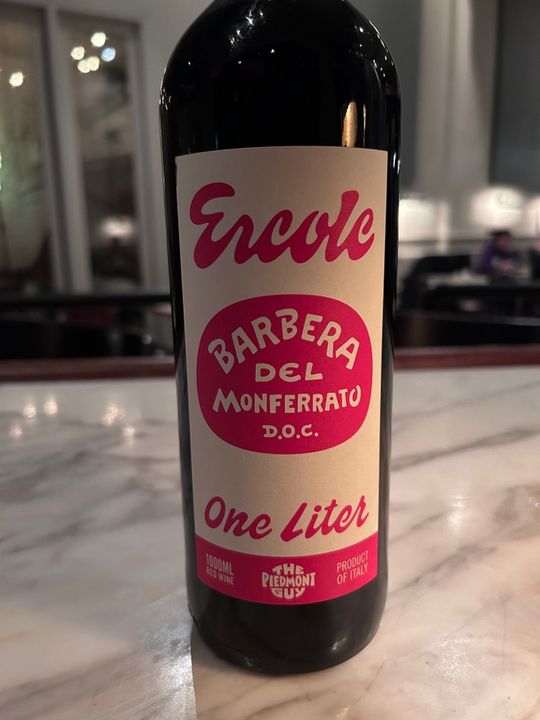 Ercole
BARBERA
DEL
MONFERRATO
D.O.C.
One Liter
1000ML
RED WINE
THE
PIEDMONT
GUY
PRODUCT
OF ITALY